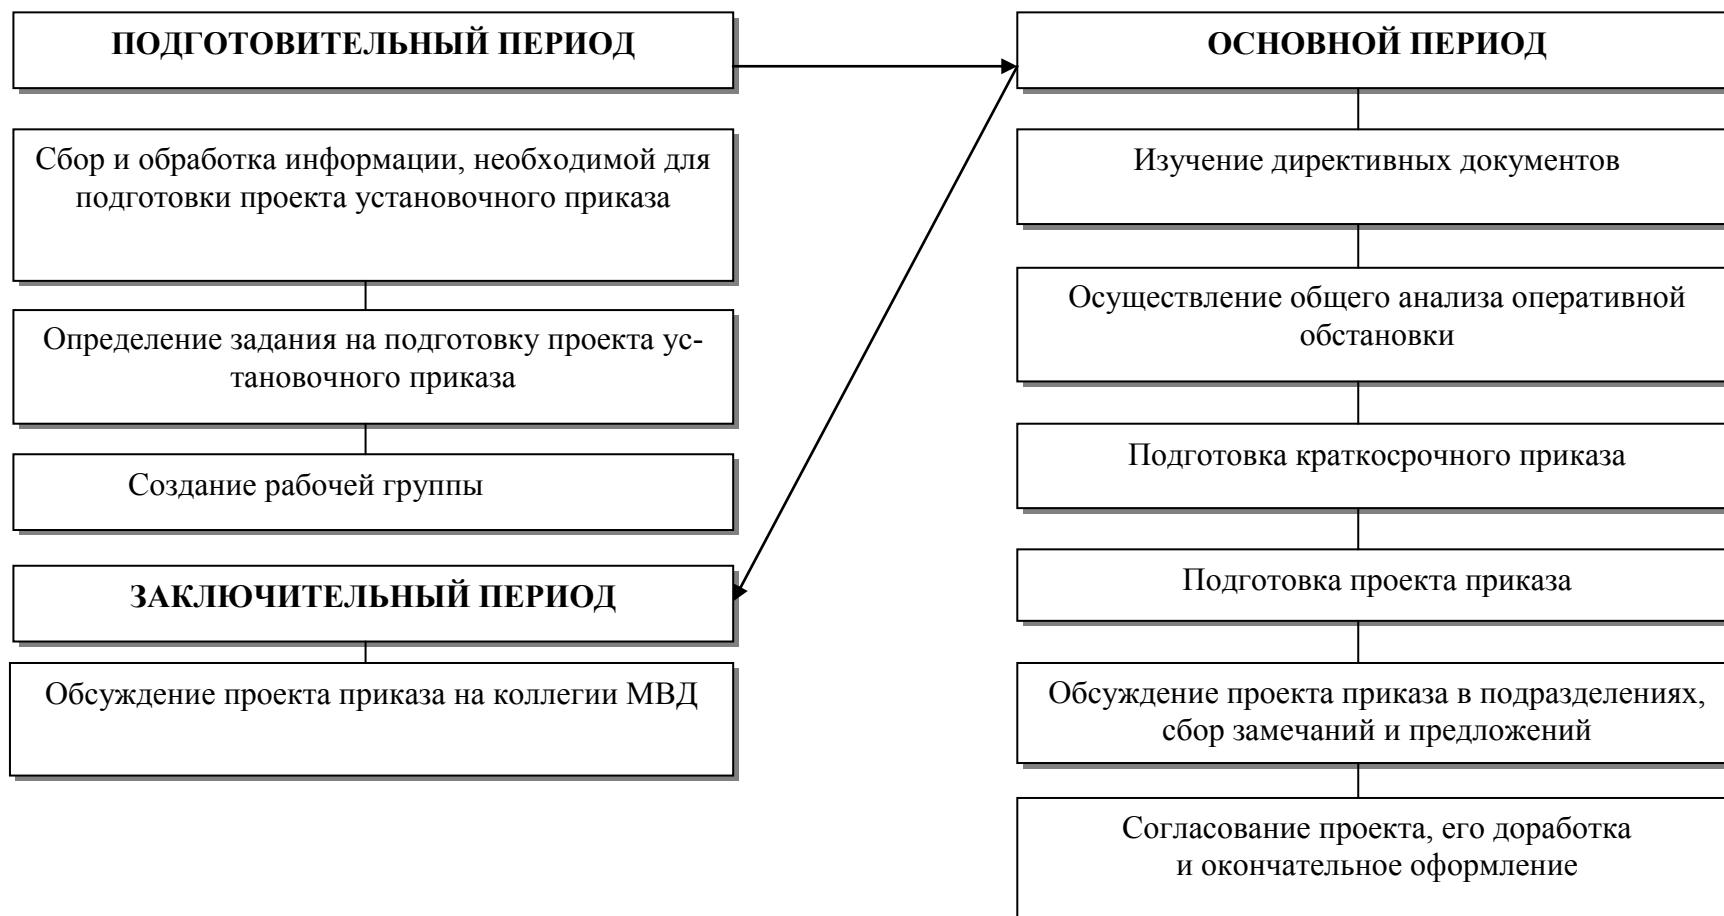 ПОДГОТОВИТЕЛЬНЫЙ ПЕРИОД
Сбор и обработка информации, необходимой для
подготовки проекта установочного приказа
Определение задания на подготовку проекта ус-
тановочного приказа
Создание рабочей группы
ЗАКЛЮЧИТЕЛЬНЫЙ ПЕРИОД
Обсуждение проекта приказа на коллегии МВД
ОСНОВНОЙ ПЕРИОД
Изучение директивных документов
Осуществление общего анализа оперативной
обстановки
Подготовка краткосрочного приказа
Подготовка проекта приказа
Обсуждение проекта приказа в подразделениях,
сбор замечаний и предложений
Согласование проекта, его доработка
и окончательное оформление